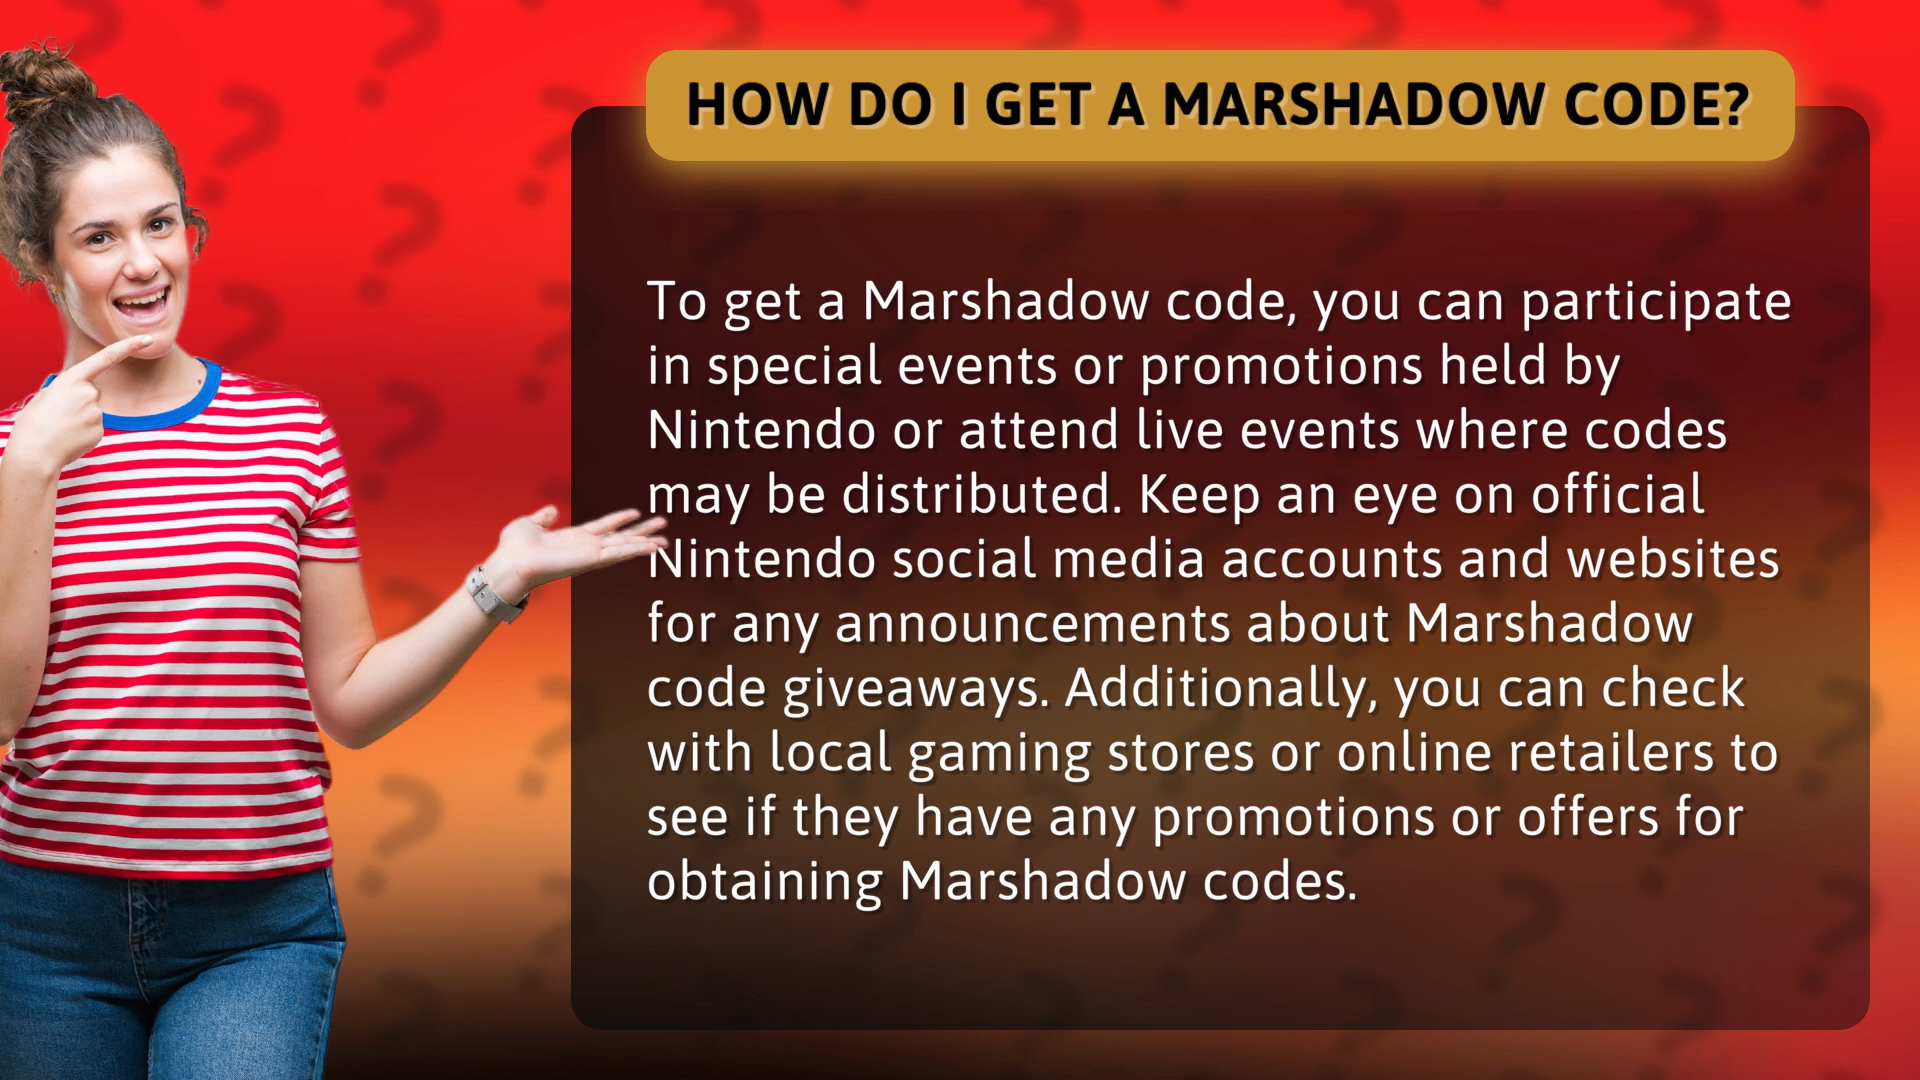 HOW DO I GET A MARSHADOW CODE?
To get a Marshadow code, you can participate
in special events or promotions held by
Nintendo or attend live events where codes
may be distributed. Keep an eye on official
Nintendo social media accounts and websites
for any announcements about Marshadow
code giveaways. Additionally, you can check
with local gaming stores or online retailers to
see if they have any promotions or offers for
obtaining Marshadow codes.